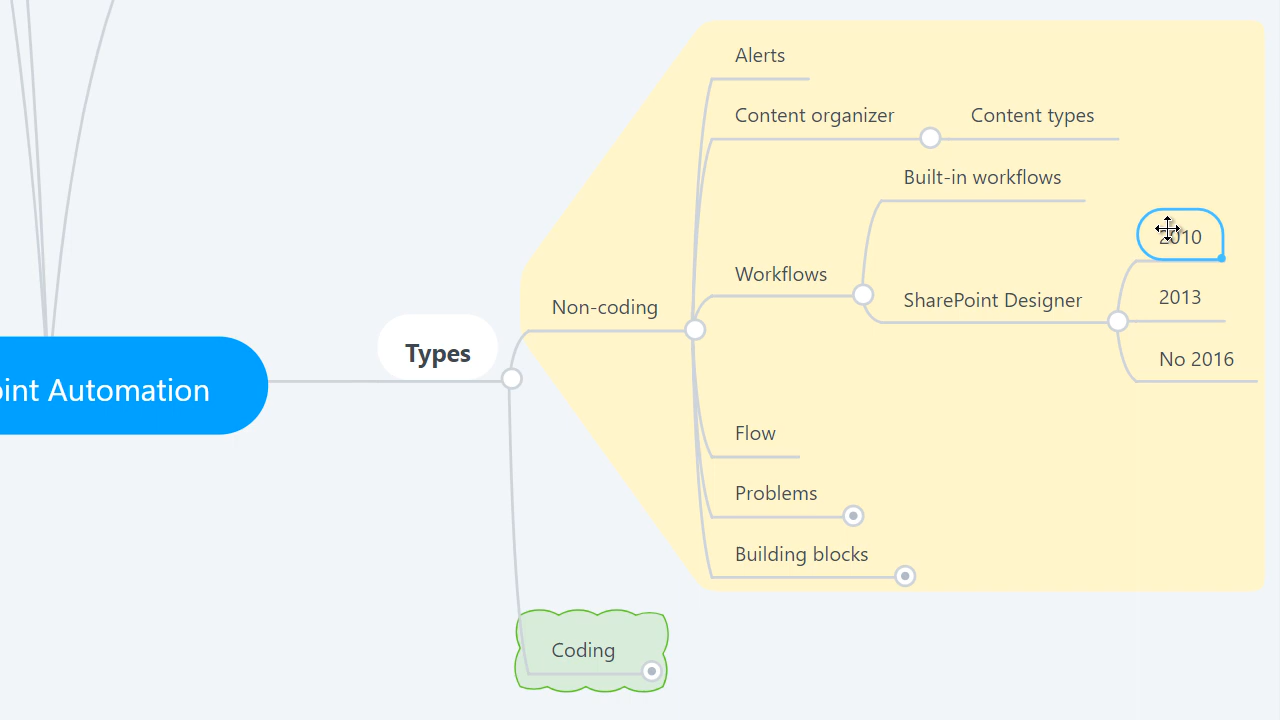 Alerts
Content organizer
Content types
Built-in workflows
2010
Workflows
SharePoint Designer
2013
Non-coding
No 2016
Types
int Automation
Flow
Problems
Building blocks
Coding